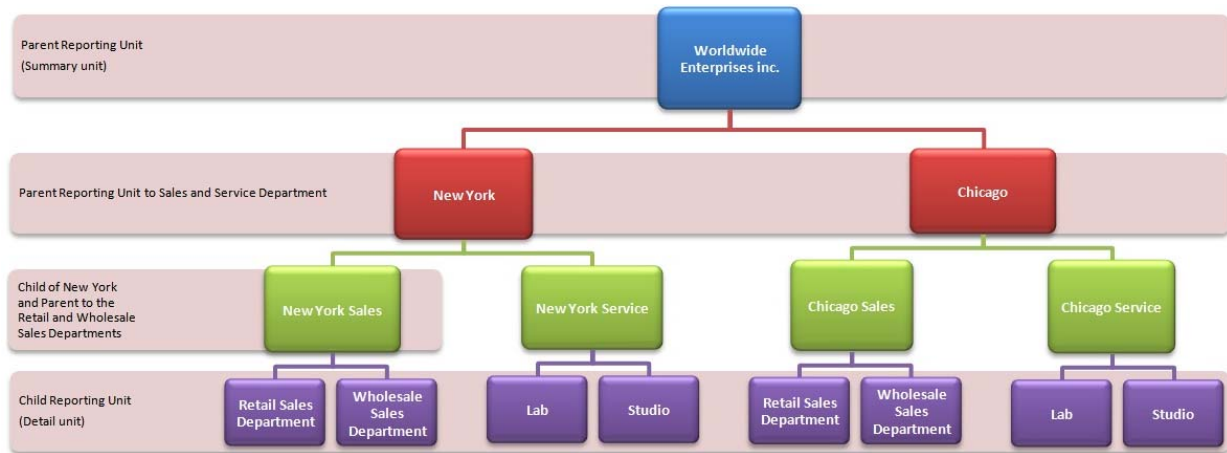 Parent Reporting Unit
(Summary unit)
Worldwide
Enterprises inc.
Parent Reporting Unit to Sales and Service Department
New York
Chicago
Child of New York
and Parent to the
Retail and Wholesale
Sales Departments
New York Sales
New York Service
Chicago Sales
Chicago Service
Child Reporting Unit
(Detail unit)
Retail Sales
Department
Wholesale
Sales
Department
Lab
Studio
Retail Sales
Department
Wholesale
Sales
Department
Lab
Studio